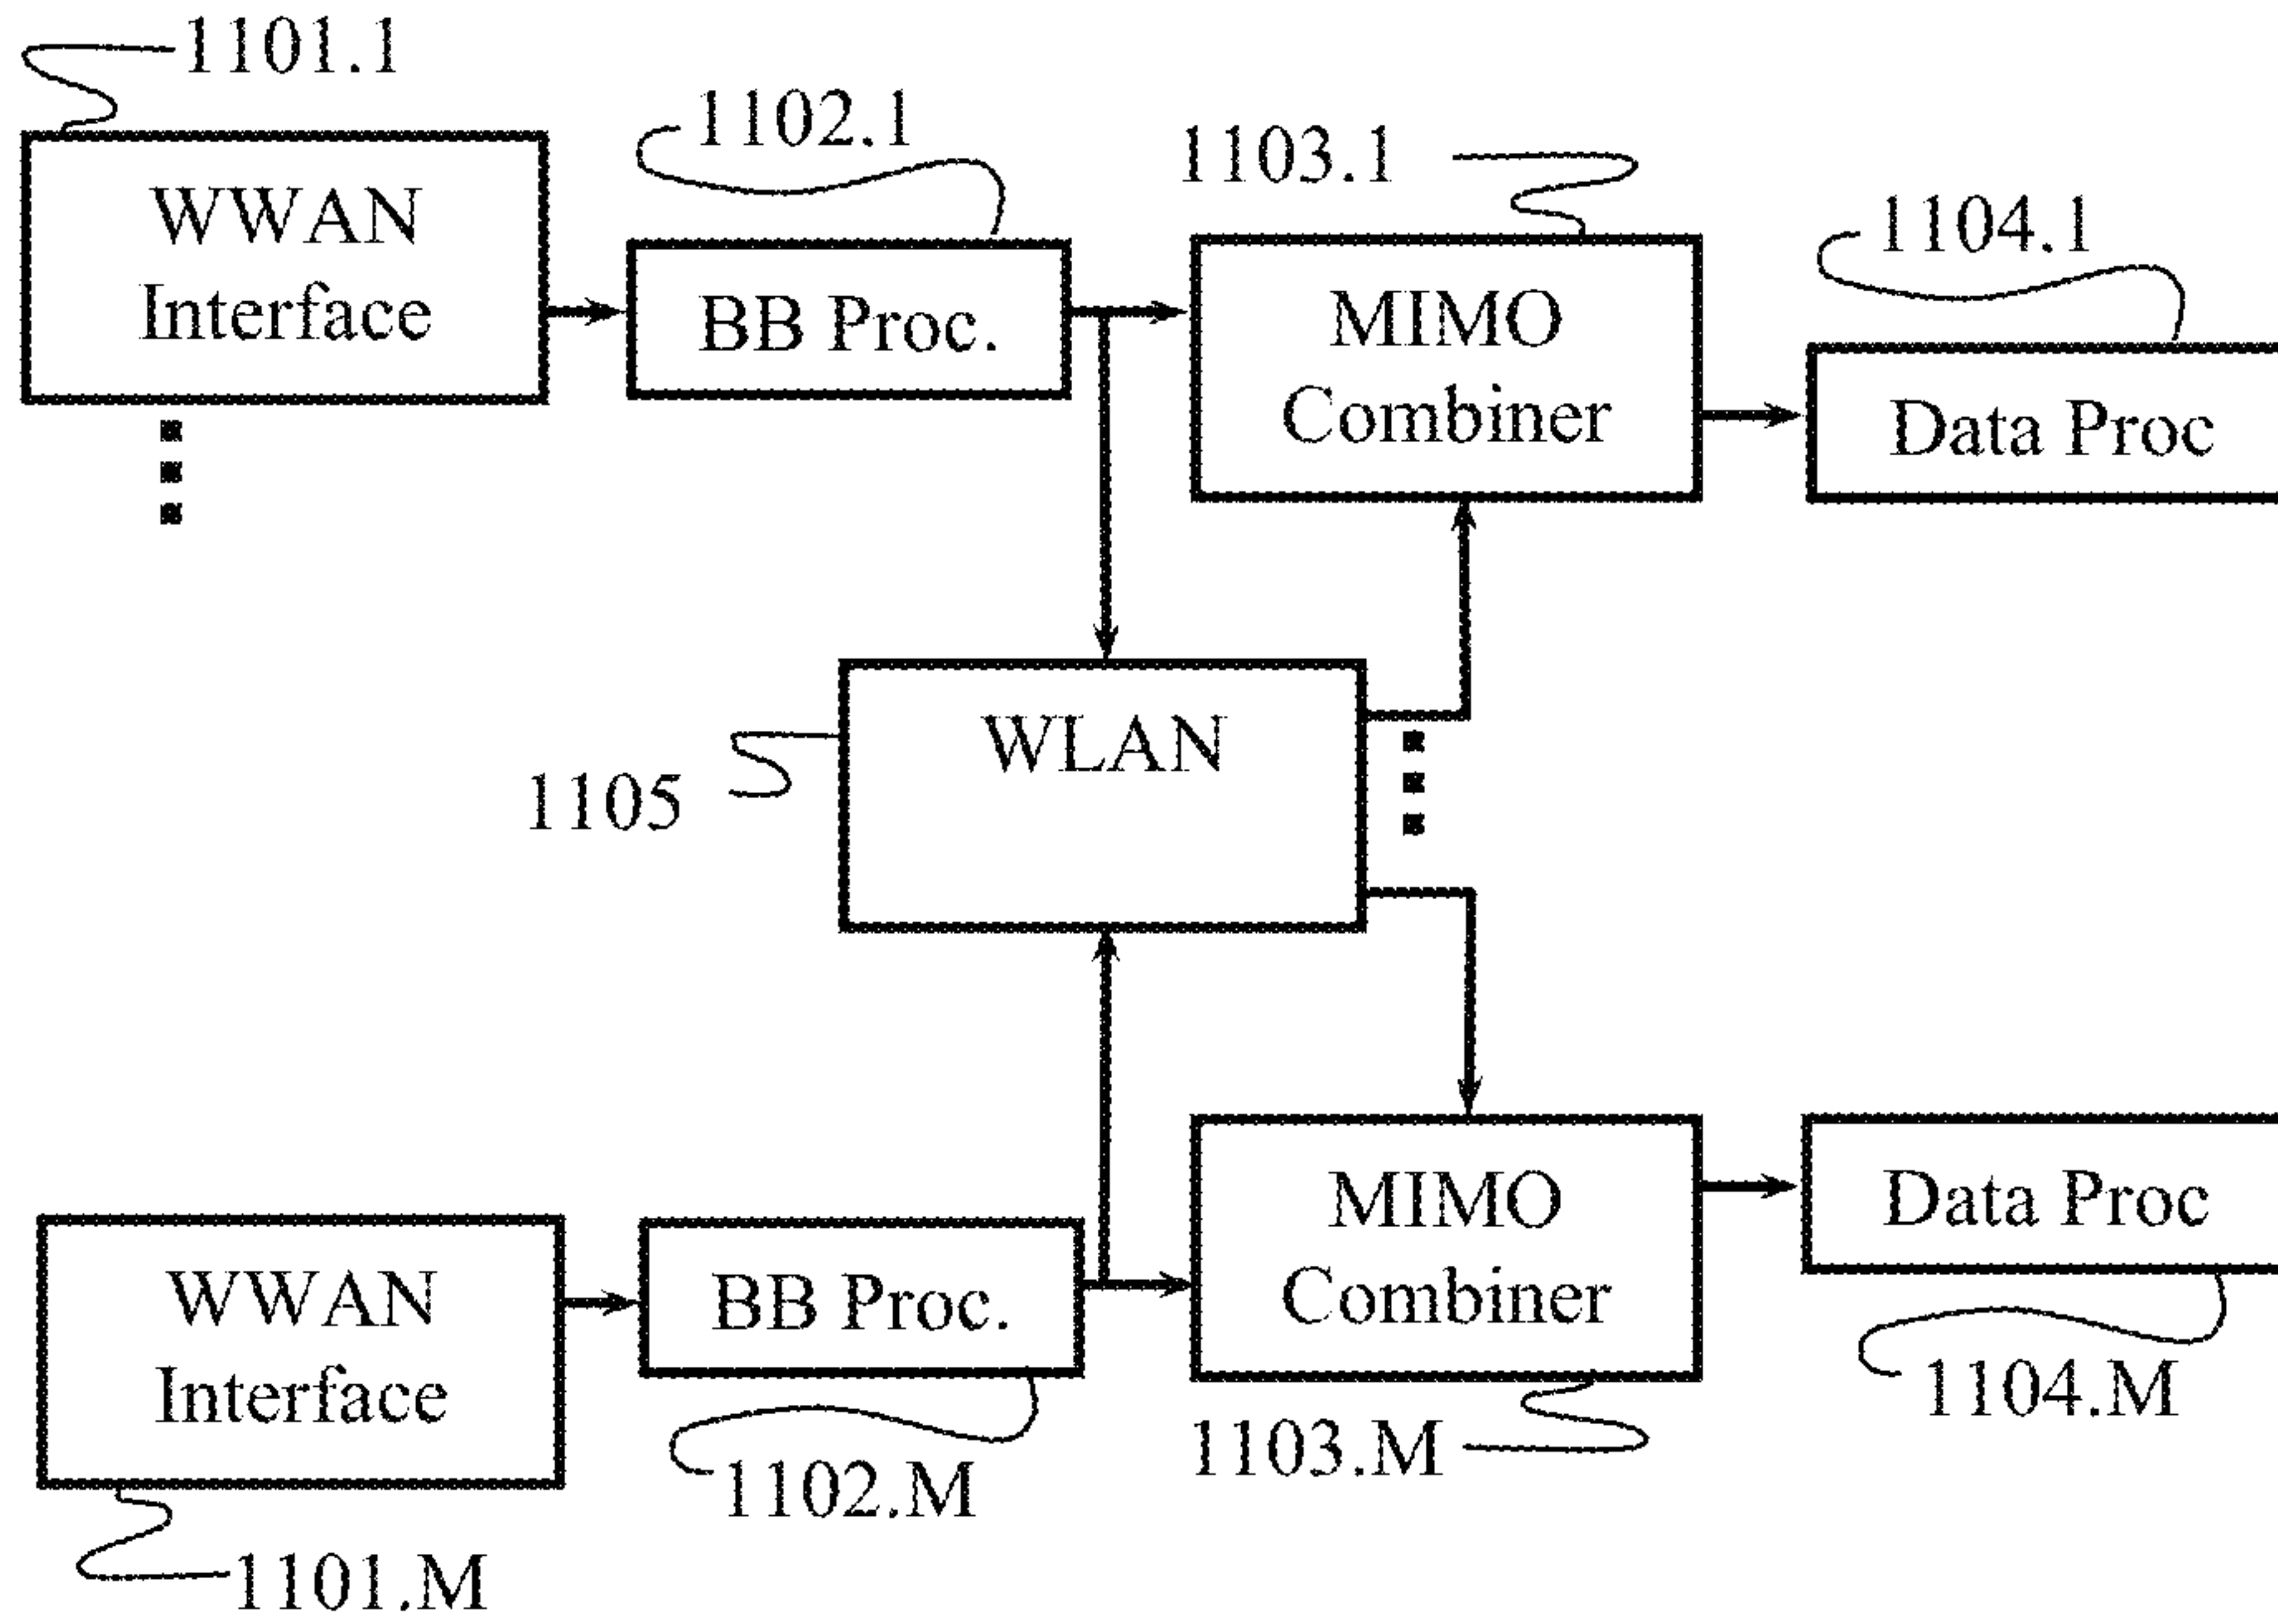 1101.1
1102.1
1103.1
1104.1
WWAN
Interface
BB Proc.
MIMO
Combiner
Data Proc
WLAN
1105
WWAN
Interface
BB Proc.
MIMO
Combiner
Data Proc
1101.M
1102.M
1103.M
1104.M